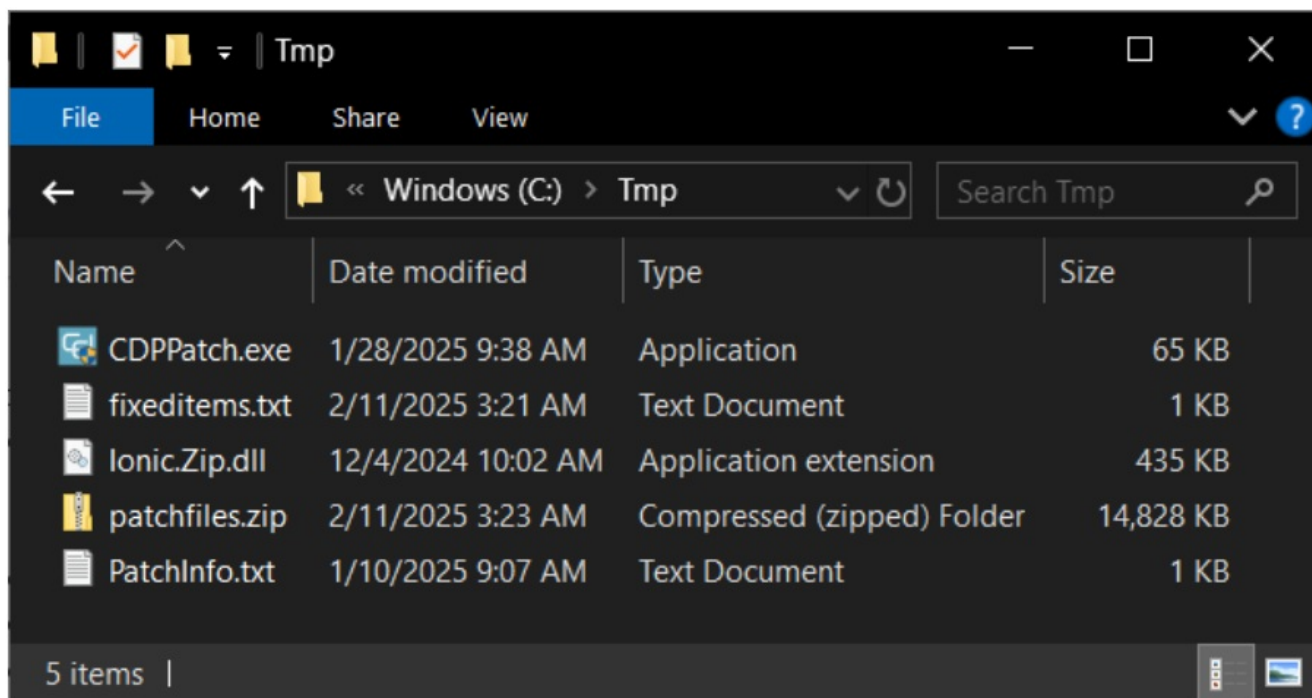 Tmp
File Home Share View
« Windows (C:) > Tmp Search Tmp
Name Date modified Type Size
CDPPatch.exe 1/28/2025 9:38 AM Application 65 KB
fixeditems.txt 2/11/2025 3:21 AM Text Document 1 KB
Ionic.Zip.dll 12/4/2024 10:02 AM Application extension 435 KB
patchfiles.zip 2/11/2025 3:23 AM Compressed (zipped) Folder 14,828 KB
PatchInfo.txt 1/10/2025 9:07 AM Text Document 1 KB
5 items